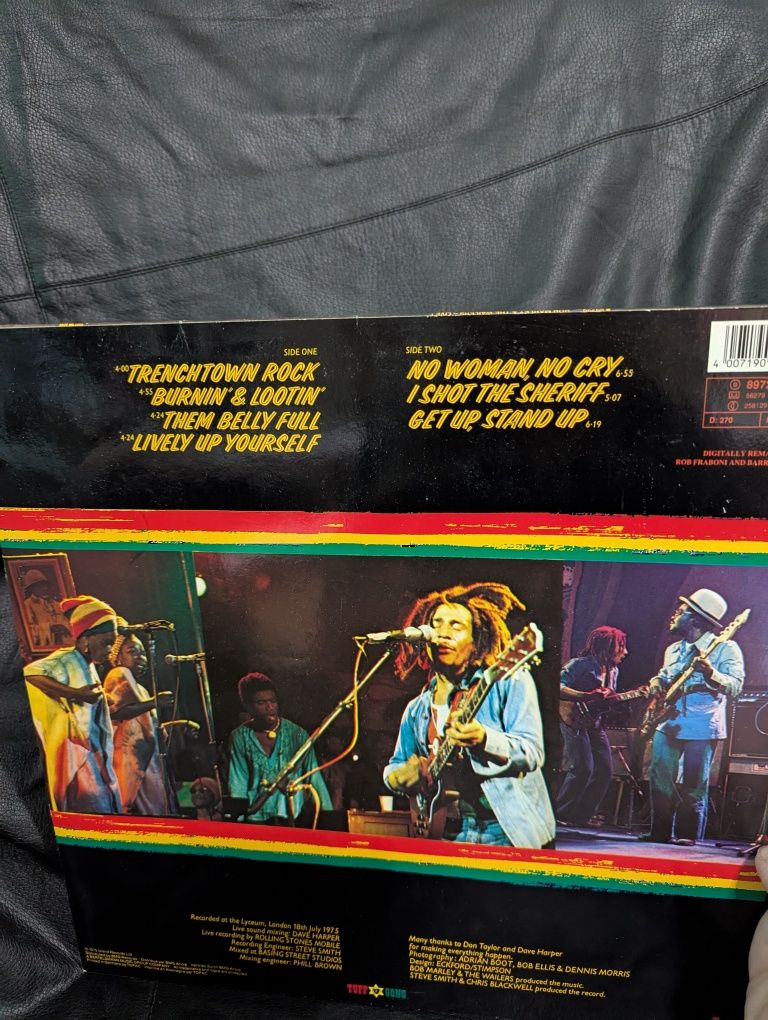 SIDE ONE
4·00 TRENCHTOWN ROCK
4·55 BURNIN' & LOOTIN'
4·24 THEM BELLY FULL
4·24 LIVELY UP YOURSELF
SIDE TWO
NO WOMAN, NO CRY 6·55
I SHOT THE SHERIFF 5·07
GET UP, STAND UP 6·19
4 007190
897
56279
258129
D: 270
DIGITALLY REMA
ROB FRABONI AND BARR
Recorded at the Lyceum, London 18th July 1975
Live sound mixing: DAVE HARPER
Live recording by ROLLING STONES MOBILE
Recording Engineer: STEVE SMITH
Mixed at BASING STREET STUDIOS
Mixing engineer: PHILL BROWN
Many thanks to Don Taylor and Dave Harper
for making everything happen.
Photography: ADRIAN BOOT, BOB ELLIS & DENNIS MORRIS
Design: ECKFORD/STIMPSON
BOB MARLEY & THE WAILERS produced the music.
STEVE SMITH & CHRIS BLACKWELL produced the record.
TUFF GONG